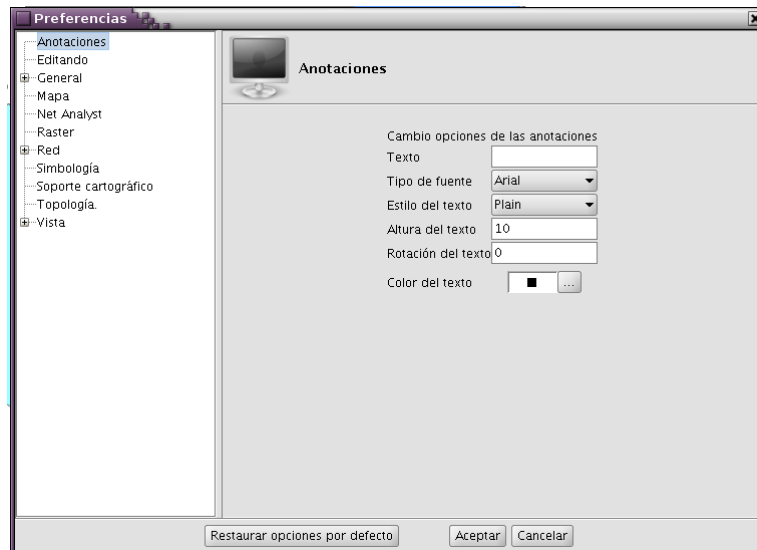 Preferencias
Anotaciones
Editando
General
Mapa
Net Analyst
Raster
Red
Simbología
Soporte cartográfico
Topología.
Vista
Anotaciones
Cambio opciones de las anotaciones
Texto
Tipo de fuente Arial
Estilo del texto Plain
Altura del texto 10
Rotación del texto 0
Color del texto ...
Restaurar opciones por defecto Aceptar Cancelar